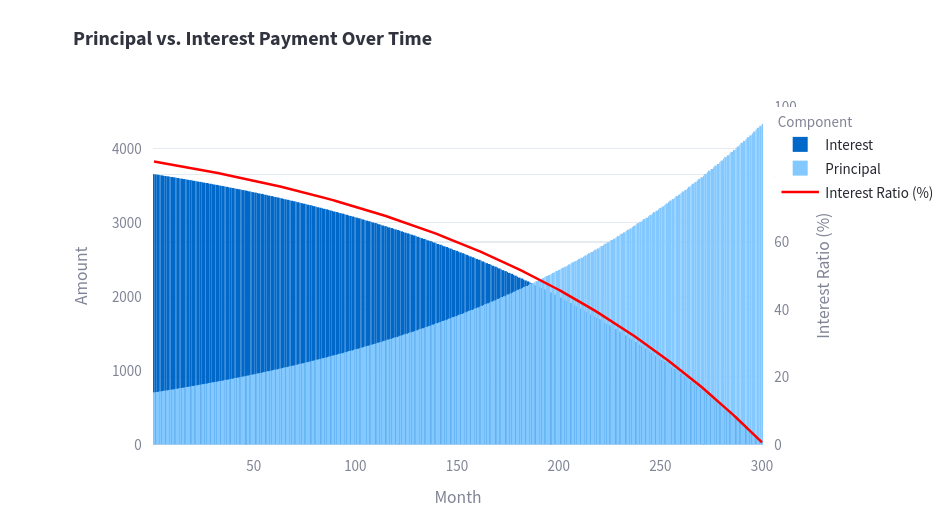 Principal vs. Interest Payment Over Time
100
Component
Interest
Principal
Interest Ratio (%)
4000
3000
2000
1000
0
Amount
60
40
20
0
Interest Ratio (%)
50
100
150
200
250
300
Month